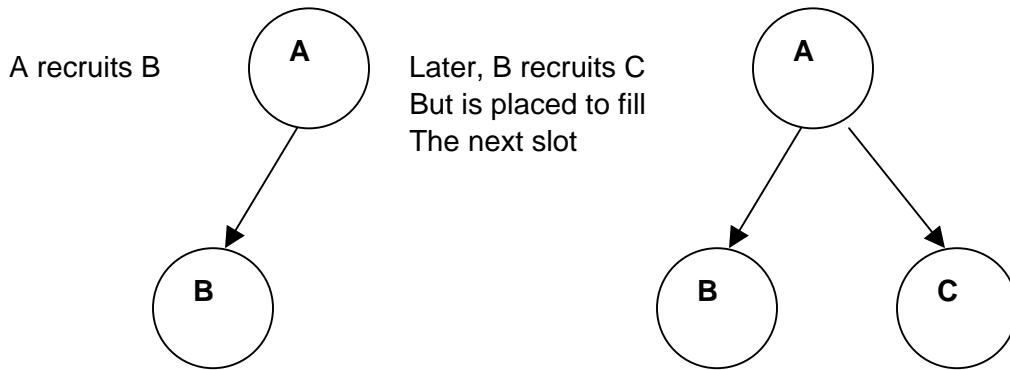 A recruits B
A
B
Later, B recruits C
But is placed to fill
The next slot
A
B
C